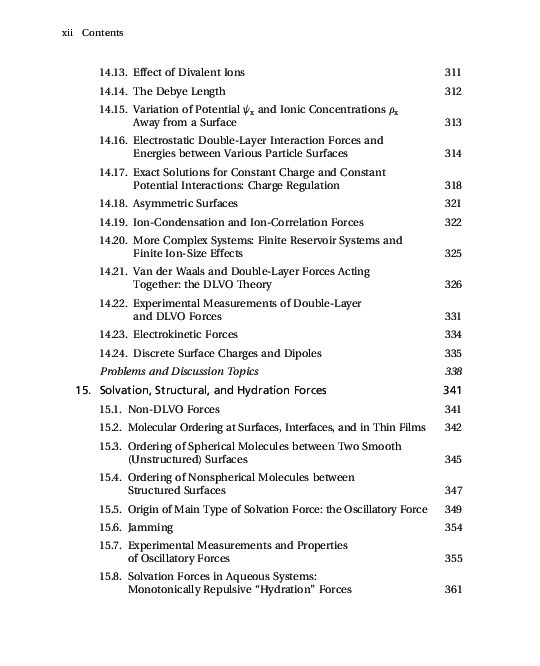 xii Contents
14.13. Effect of Divalent Ions 311
14.14. The Debye Length 312
14.15. Variation of Potential ψx and Ionic Concentrations ρx
Away from a Surface 313
14.16. Electrostatic Double-Layer Interaction Forces and
Energies between Various Particle Surfaces 314
14.17. Exact Solutions for Constant Charge and Constant
Potential Interactions: Charge Regulation 318
14.18. Asymmetric Surfaces 321
14.19. Ion-Condensation and Ion-Correlation Forces 322
14.20. More Complex Systems: Finite Reservoir Systems and
Finite Ion-Size Effects 325
14.21. Van der Waals and Double-Layer Forces Acting
Together: the DLVO Theory 326
14.22. Experimental Measurements of Double-Layer
and DLVO Forces 331
14.23. Electrokinetic Forces 334
14.24. Discrete Surface Charges and Dipoles 335
Problems and Discussion Topics 338
15. Solvation, Structural, and Hydration Forces 341
15.1. Non-DLVO Forces 341
15.2. Molecular Ordering at Surfaces, Interfaces, and in Thin Films 342
15.3. Ordering of Spherical Molecules between Two Smooth
(Unstructured) Surfaces 345
15.4. Ordering of Nonspherical Molecules between
Structured Surfaces 347
15.5. Origin of Main Type of Solvation Force: the Oscillatory Force 349
15.6. Jamming 354
15.7. Experimental Measurements and Properties
of Oscillatory Forces 355
15.8. Solvation Forces in Aqueous Systems:
Monotonically Repulsive “Hydration” Forces 361